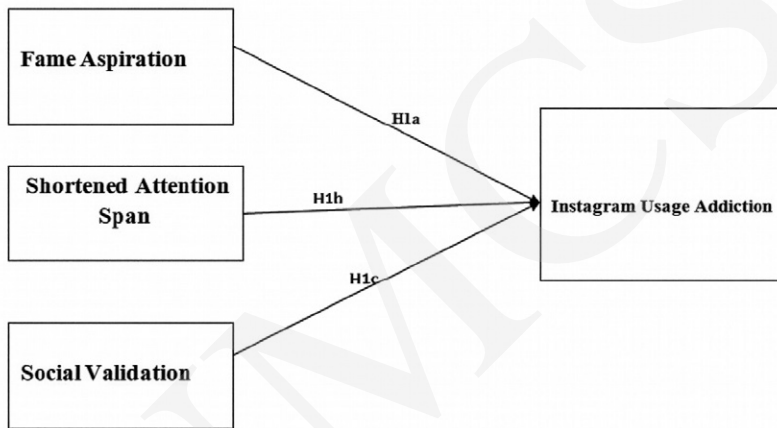 Fame Aspiration
H1a
Shortened Attention
Span
H1h
Instagram Usage Addiction
H1c
Social Validation